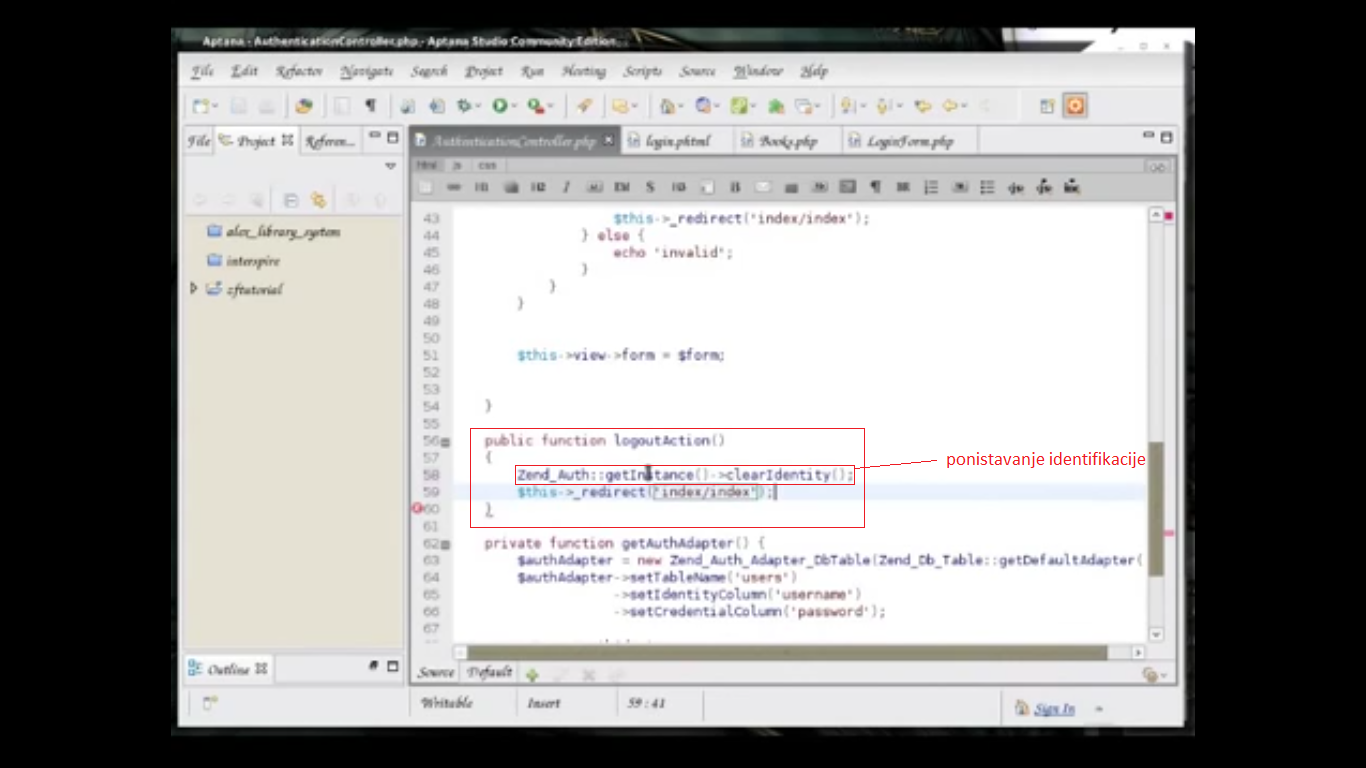 Aptana - AuthenticationController.php - Aptana Studio Community Edition
File Edit Refactor Navigate Search Project Run Hosting Scripts Source Window Help
File Project Referen...
AuthenticationController.php login.phtml Books.php LoginForm.php
html js css
alex_library_system
interspire
zftutorial
43 $this->_redirect('index/index');
44 } else {
45 echo 'invalid';
46 }
47 }
48 }
49
50
51 $this->view->form = $form;
52
53
54 }
55
56 public function logoutAction()
57 {
58 Zend_Auth::getInstance()->clearIdentity();
59 $this->_redirect('index/index');
60 }
61
62 private function getAuthAdapter() {
63 $authAdapter = new Zend_Auth_Adapter_DbTable(Zend_Db_Table::getDefaultAdapter(
64 $authAdapter->setTableName('users')
65 ->setIdentityColumn('username')
66 ->setCredentialColumn('password');
67
ponistavanje identifikacije
Outline
Source Default
Writable Insert 59 : 41
Sign In